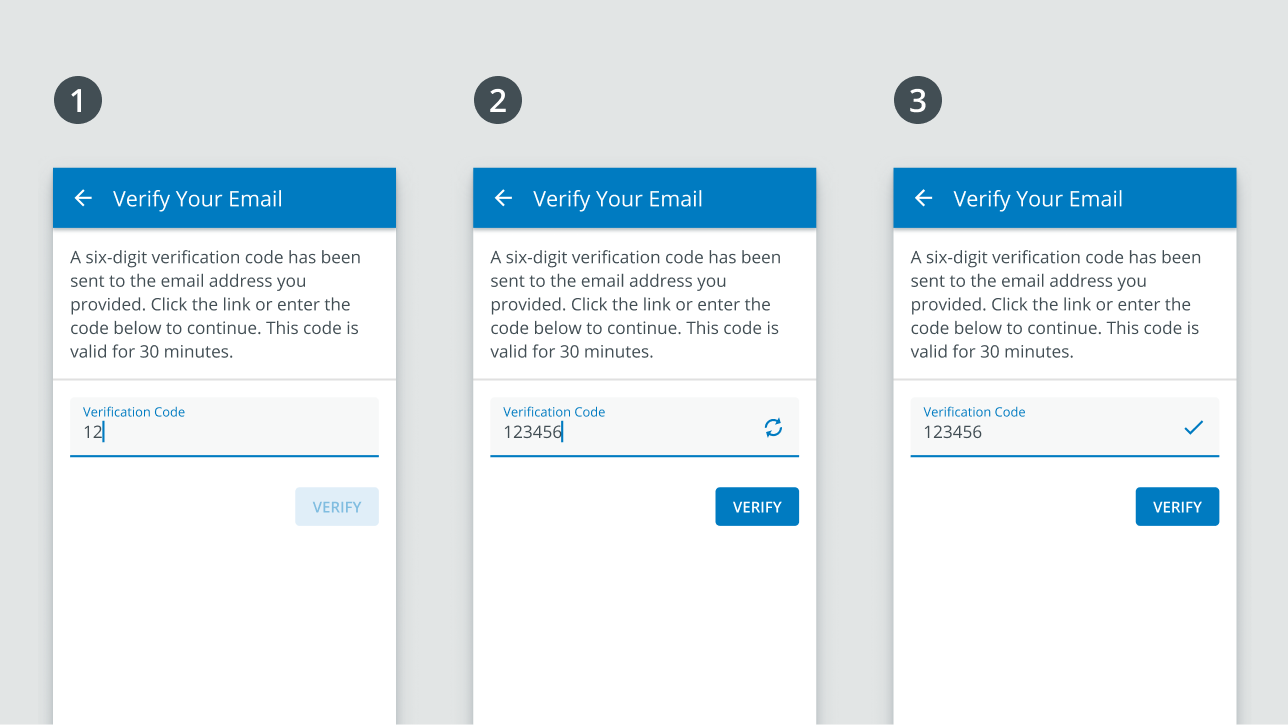 1
Verify Your Email
A six-digit verification code has been
sent to the email address you
provided. Click the link or enter the
code below to continue. This code is
valid for 30 minutes.
Verification Code
12
VERIFY
2
Verify Your Email
A six-digit verification code has been
sent to the email address you
provided. Click the link or enter the
code below to continue. This code is
valid for 30 minutes.
Verification Code
123456
VERIFY
3
Verify Your Email
A six-digit verification code has been
sent to the email address you
provided. Click the link or enter the
code below to continue. This code is
valid for 30 minutes.
Verification Code
123456
VERIFY